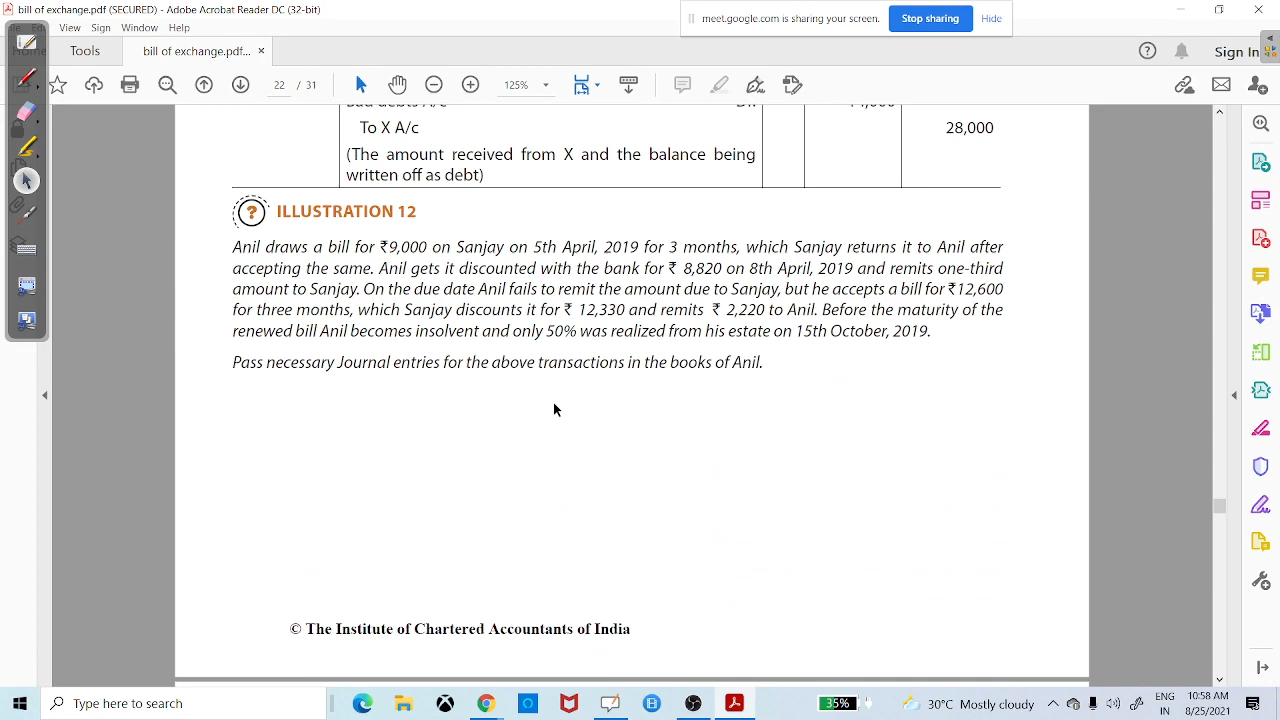 bill of exchange.pdf (SECURED) - Adobe Acrobat Reader DC (32-bit)
meet.google.com is sharing your screen.
Stop sharing
Hide
View Sign Window Help
Tools
bill of exchange.pdf... ×
Sign In
22 / 31
125%
To X A/c 28,000
(The amount received from X and the balance being
written off as debt)
? ILLUSTRATION 12
Anil draws a bill for ₹9,000 on Sanjay on 5th April, 2019 for 3 months, which Sanjay returns it to Anil after
accepting the same. Anil gets it discounted with the bank for ₹ 8,820 on 8th April, 2019 and remits one-third
amount to Sanjay. On the due date Anil fails to remit the amount due to Sanjay, but he accepts a bill for ₹12,600
for three months, which Sanjay discounts it for ₹ 12,330 and remits ₹ 2,220 to Anil. Before the maturity of the
renewed bill Anil becomes insolvent and only 50% was realized from his estate on 15th October, 2019.
Pass necessary Journal entries for the above transactions in the books of Anil.
© The Institute of Chartered Accountants of India
Type here to search
35%
30°C Mostly cloudy
ENG
IN
10:58 AM
8/25/2021